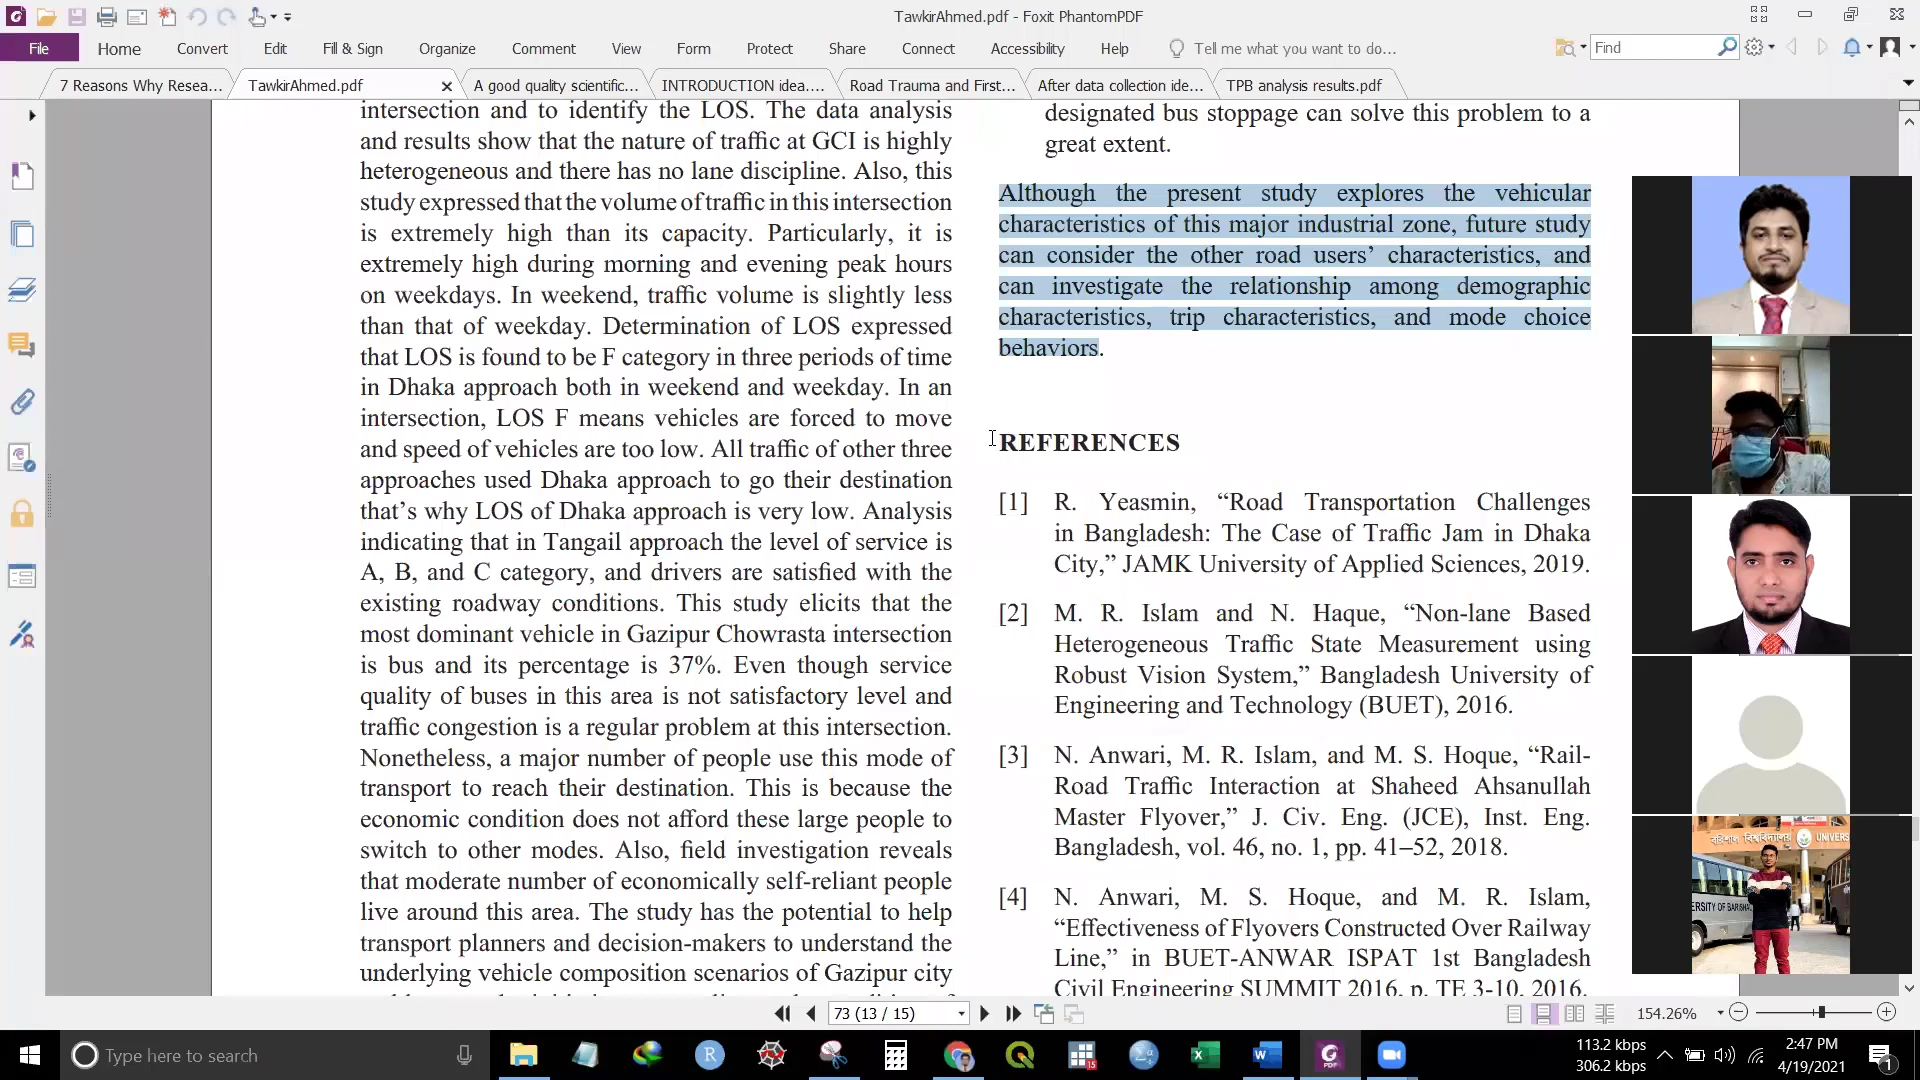 TawkirAhmed.pdf - Foxit PhantomPDF
File Home Convert Edit Fill & Sign Organize Comment View Form Protect Share Connect Accessibility Help Tell me what you want to do... Find
7 Reasons Why Resea... TawkirAhmed.pdf A good quality scientific... INTRODUCTION idea.... Road Trauma and First... After data collection ide... TPB analysis results.pdf
intersection and to identify the LOS. The data analysis
and results show that the nature of traffic at GCI is highly
heterogeneous and there has no lane discipline. Also, this
study expressed that the volume of traffic in this intersection
is extremely high than its capacity. Particularly, it is
extremely high during morning and evening peak hours
on weekdays. In weekend, traffic volume is slightly less
than that of weekday. Determination of LOS expressed
that LOS is found to be F category in three periods of time
in Dhaka approach both in weekend and weekday. In an
intersection, LOS F means vehicles are forced to move
and speed of vehicles are too low. All traffic of other three
approaches used Dhaka approach to go their destination
that's why LOS of Dhaka approach is very low. Analysis
indicating that in Tangail approach the level of service is
A, B, and C category, and drivers are satisfied with the
existing roadway conditions. This study elicits that the
most dominant vehicle in Gazipur Chowrasta intersection
is bus and its percentage is 37%. Even though service
quality of buses in this area is not satisfactory level and
traffic congestion is a regular problem at this intersection.
Nonetheless, a major number of people use this mode of
transport to reach their destination. This is because the
economic condition does not afford these large people to
switch to other modes. Also, field investigation reveals
that moderate number of economically self-reliant people
live around this area. The study has the potential to help
transport planners and decision-makers to understand the
underlying vehicle composition scenarios of Gazipur city
designated bus stoppage can solve this problem to a
great extent.
Although the present study explores the vehicular
characteristics of this major industrial zone, future study
can consider the other road users' characteristics, and
can investigate the relationship among demographic
characteristics, trip characteristics, and mode choice
behaviors.
REFERENCES
[1] R. Yeasmin, "Road Transportation Challenges
in Bangladesh: The Case of Traffic Jam in Dhaka
City," JAMK University of Applied Sciences, 2019.
[2] M. R. Islam and N. Haque, "Non-lane Based
Heterogeneous Traffic State Measurement using
Robust Vision System," Bangladesh University of
Engineering and Technology (BUET), 2016.
[3] N. Anwari, M. R. Islam, and M. S. Hoque, "Rail-
Road Traffic Interaction at Shaheed Ahsanullah
Master Flyover," J. Civ. Eng. (JCE), Inst. Eng.
Bangladesh, vol. 46, no. 1, pp. 41–52, 2018.
[4] N. Anwari, M. S. Hoque, and M. R. Islam,
"Effectiveness of Flyovers Constructed Over Railway
Line," in BUET-ANWAR ISPAT 1st Bangladesh
Civil Engineering SUMMIT 2016, p. TE 3-10, 2016.
73 (13 / 15)
154.26%
Type here to search
113.2 kbps
306.2 kbps
2:47 PM
4/19/2021
1